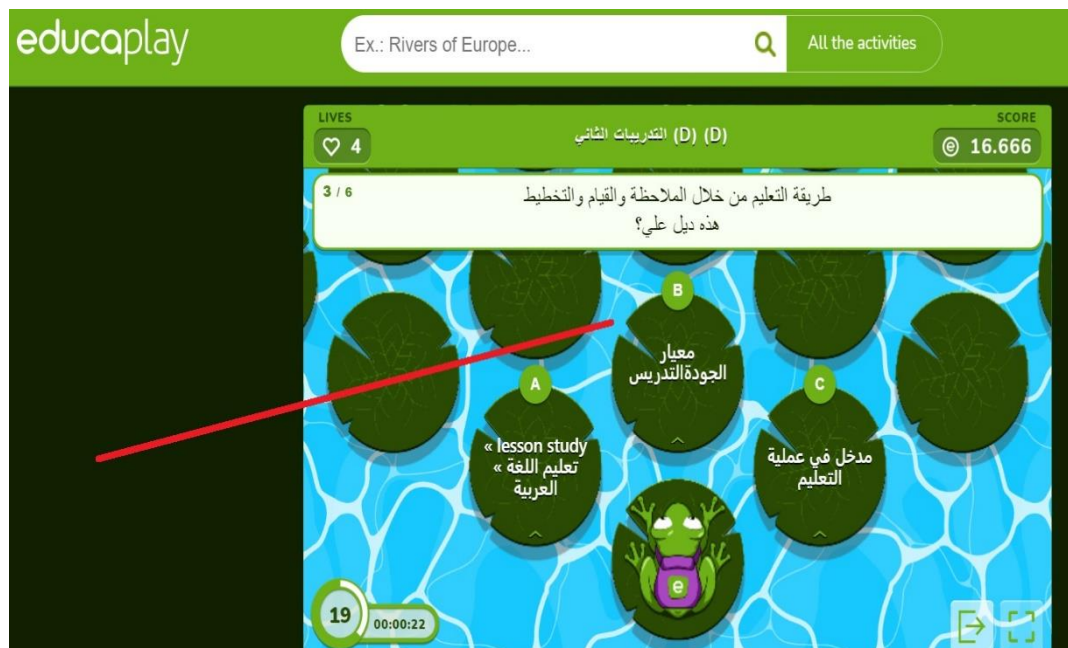 educaplay
Ex.: Rivers of Europe...
All the activities
LIVES
4
(D) (D) التدريبات الثاني
SCORE
16.666
3 / 6
طريقة التعليم من خلال الملاحظة والقيام والتخطيط
هذه ديل علي؟
B
معيار
الجودةالتدريس
A
« lesson study
تعليم اللغة »
العربية
C
مدخل في عملية
التعليم
e
19
00:00:22